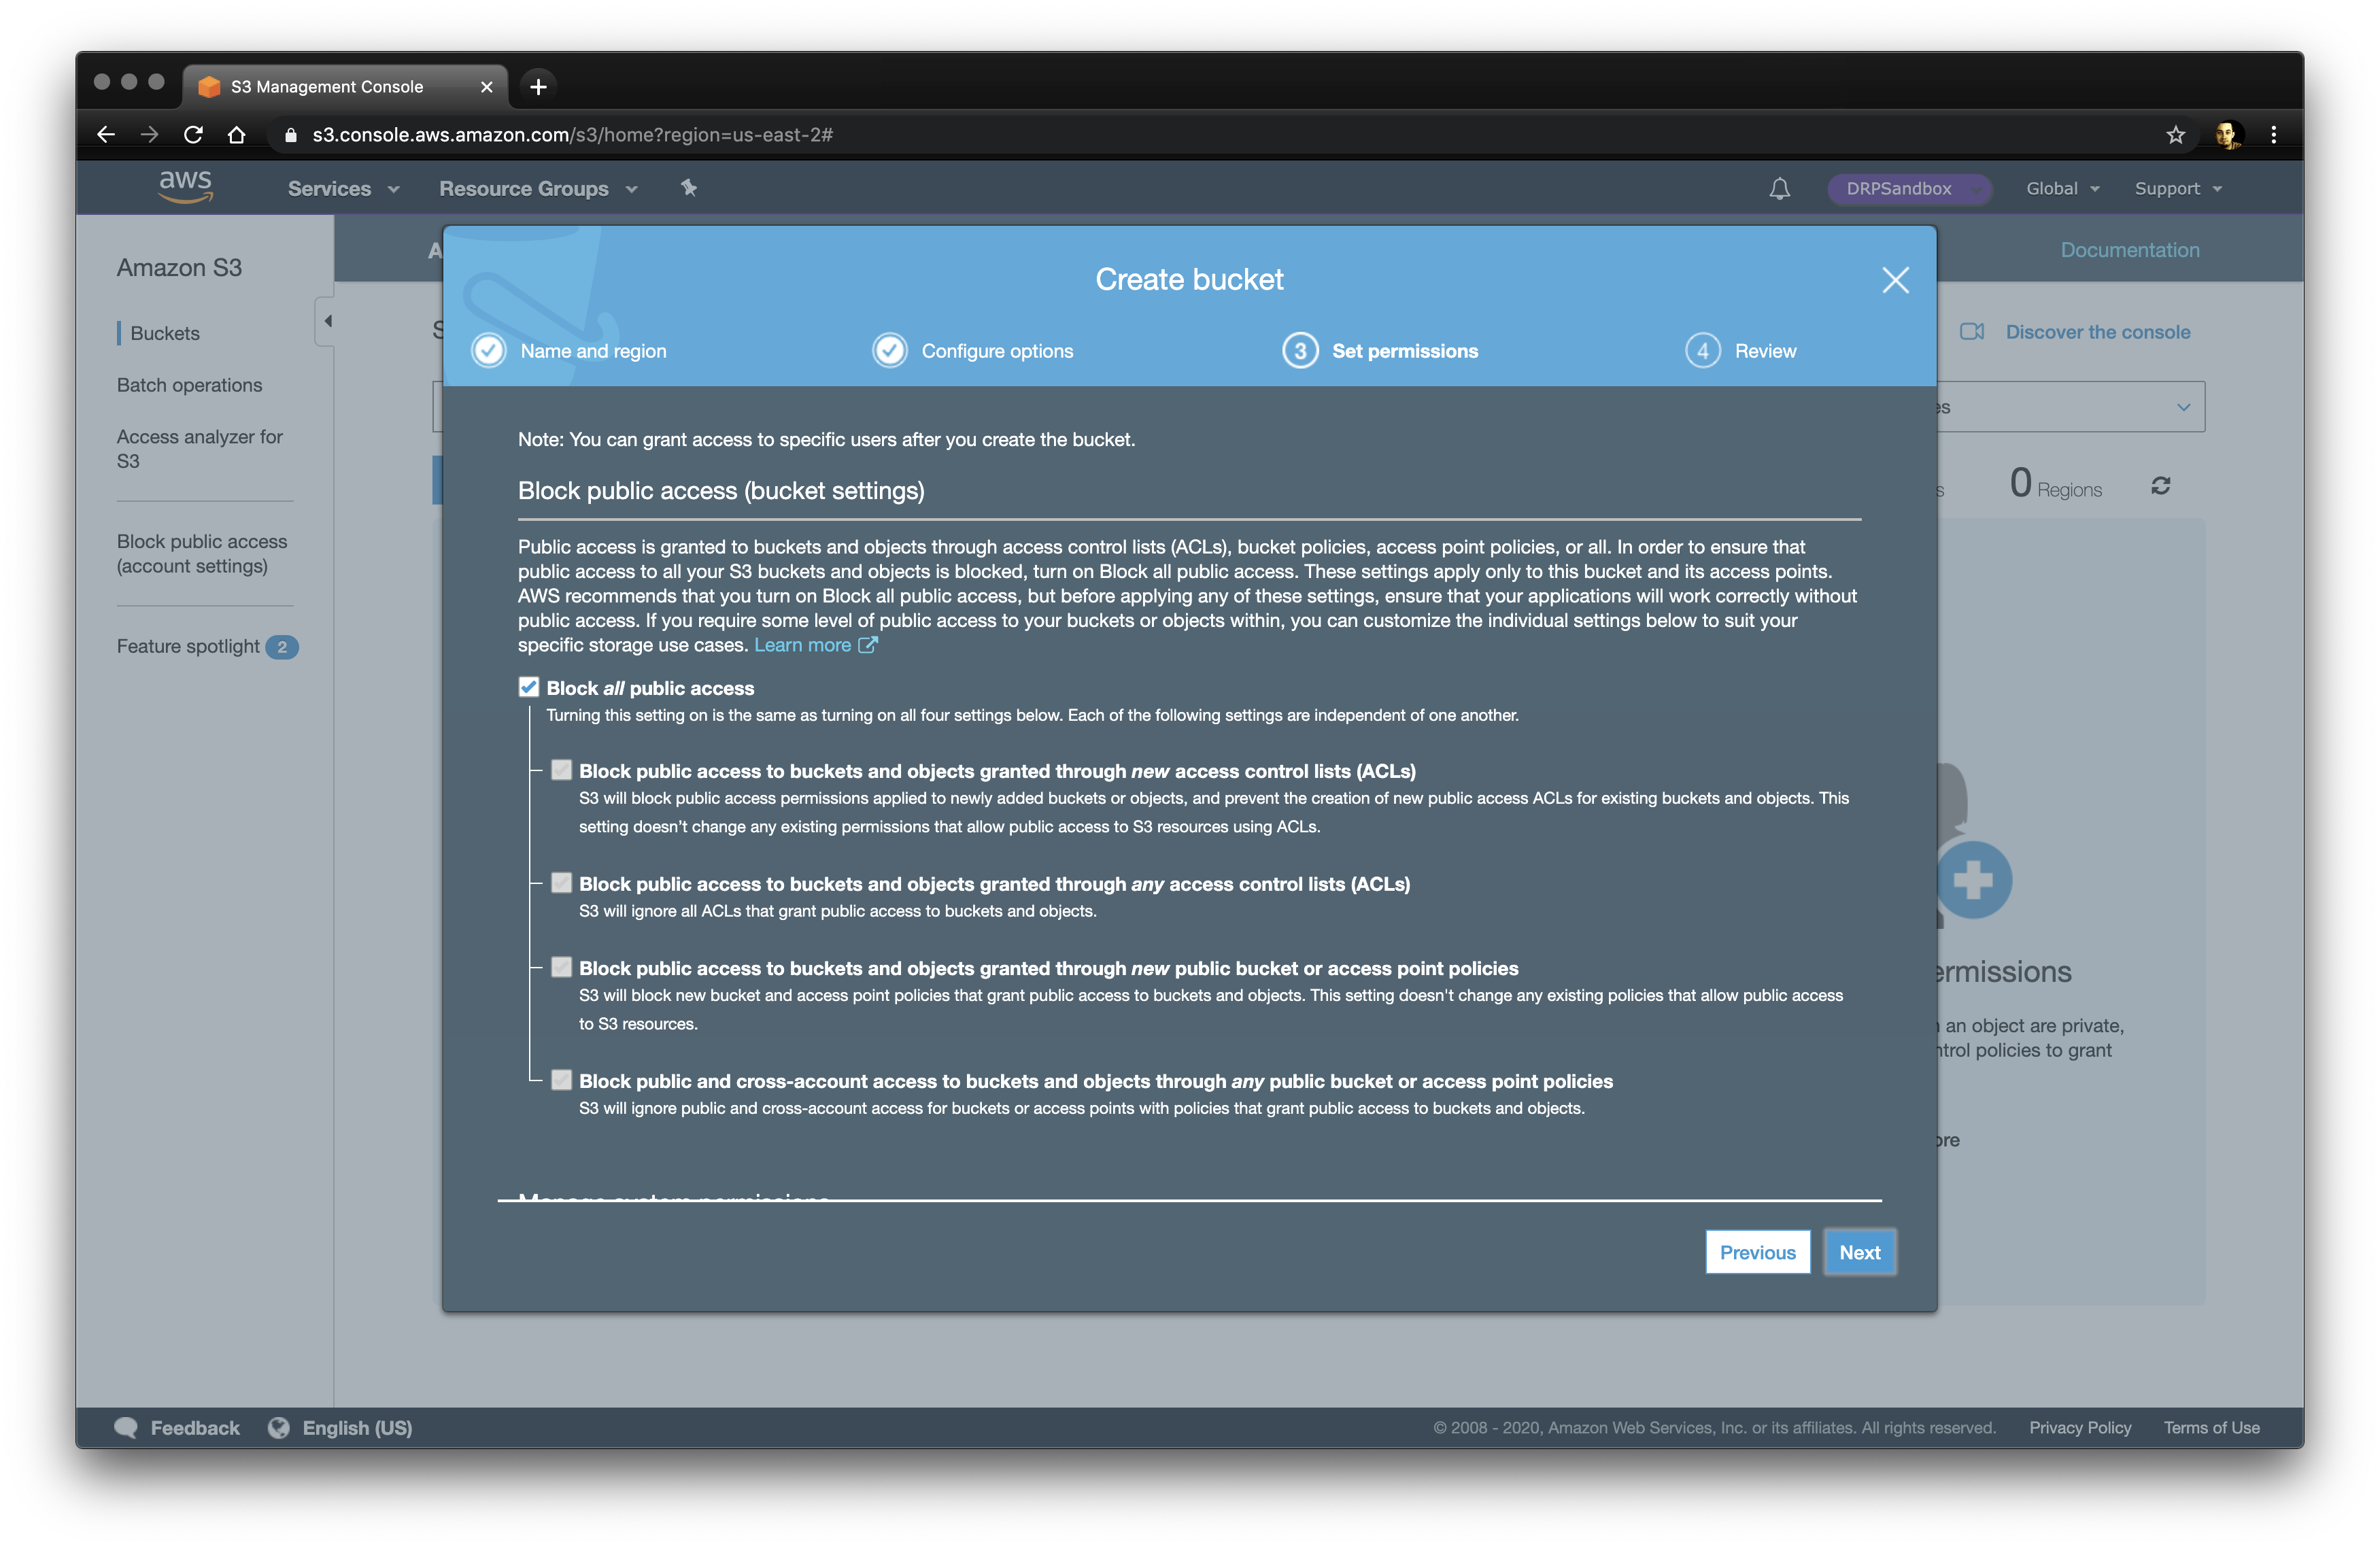 S3 Management Console
s3.console.aws.amazon.com/s3/home?region=us-east-2#
aws
Services
Resource Groups
DRPSandbox
Global
Support
Amazon S3
Documentation
Create bucket
Buckets
Discover the console
Name and region
Configure options
3 Set permissions
4 Review
Batch operations
Access analyzer for
S3
Note: You can grant access to specific users after you create the bucket.
0 Regions
Block public access (bucket settings)
Block public access
(account settings)
Public access is granted to buckets and objects through access control lists (ACLs), bucket policies, access point policies, or all. In order to ensure that
public access to all your S3 buckets and objects is blocked, turn on Block all public access. These settings apply only to this bucket and its access points.
AWS recommends that you turn on Block all public access, but before applying any of these settings, ensure that your applications will work correctly without
public access. If you require some level of public access to your buckets or objects within, you can customize the individual settings below to suit your
specific storage use cases. Learn more
Feature spotlight 2
Block all public access
Turning this setting on is the same as turning on all four settings below. Each of the following settings are independent of one another.
Block public access to buckets and objects granted through new access control lists (ACLs)
S3 will block public access permissions applied to newly added buckets or objects, and prevent the creation of new public access ACLs for existing buckets and objects. This
setting doesn't change any existing permissions that allow public access to S3 resources using ACLs.
Block public access to buckets and objects granted through any access control lists (ACLs)
S3 will ignore all ACLs that grant public access to buckets and objects.
Block public access to buckets and objects granted through new public bucket or access point policies
S3 will block new bucket and access point policies that grant public access to buckets and objects. This setting doesn't change any existing policies that allow public access
to S3 resources.
ermissions
an object are private,
ntrol policies to grant
Block public and cross-account access to buckets and objects through any public bucket or access point policies
S3 will ignore public and cross-account access for buckets or access points with policies that grant public access to buckets and objects.
ore
Manage system permissions
Previous
Next
Feedback
English (US)
© 2008 - 2020, Amazon Web Services, Inc. or its affiliates. All rights reserved.
Privacy Policy
Terms of Use